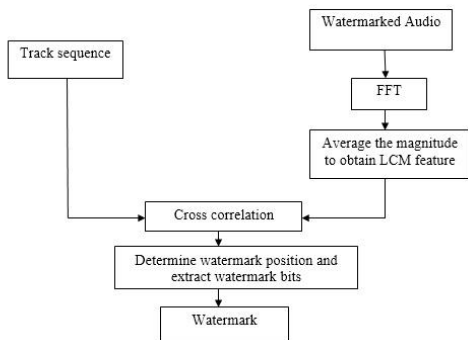 Watermarked Audio
Track sequence
FFT
Average the magnitude
to obtain LCM feature
Cross correlation
Determine watermark position and
extract watermark bits
Watermark